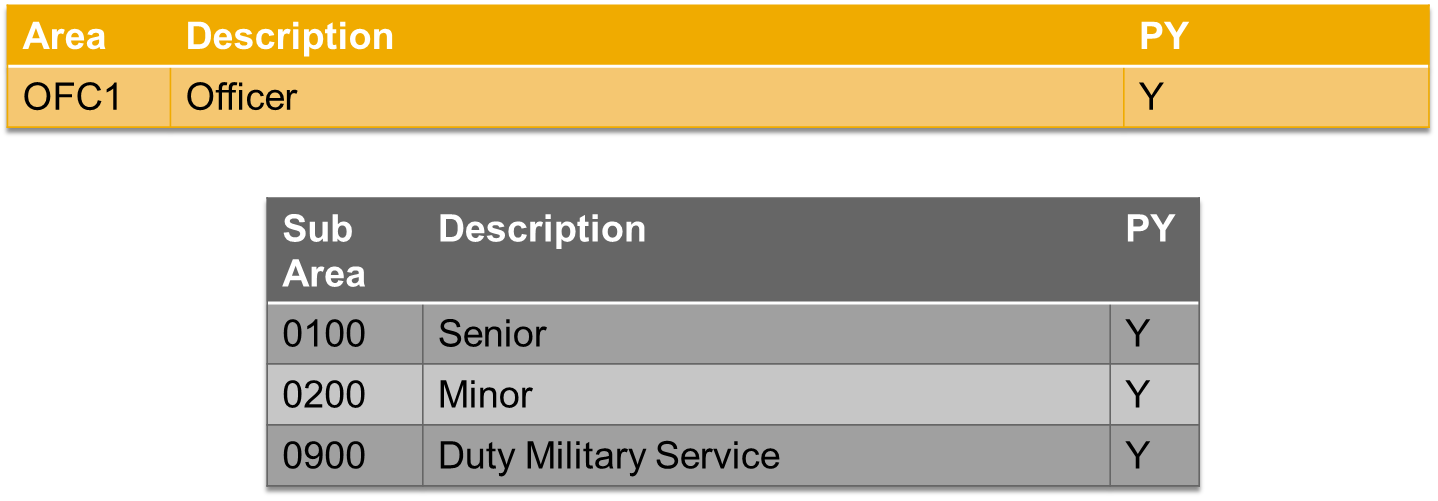 Area Description PY
OFC1 Officer Y
Sub Area Description PY
0100 Senior Y
0200 Minor Y
0900 Duty Military Service Y